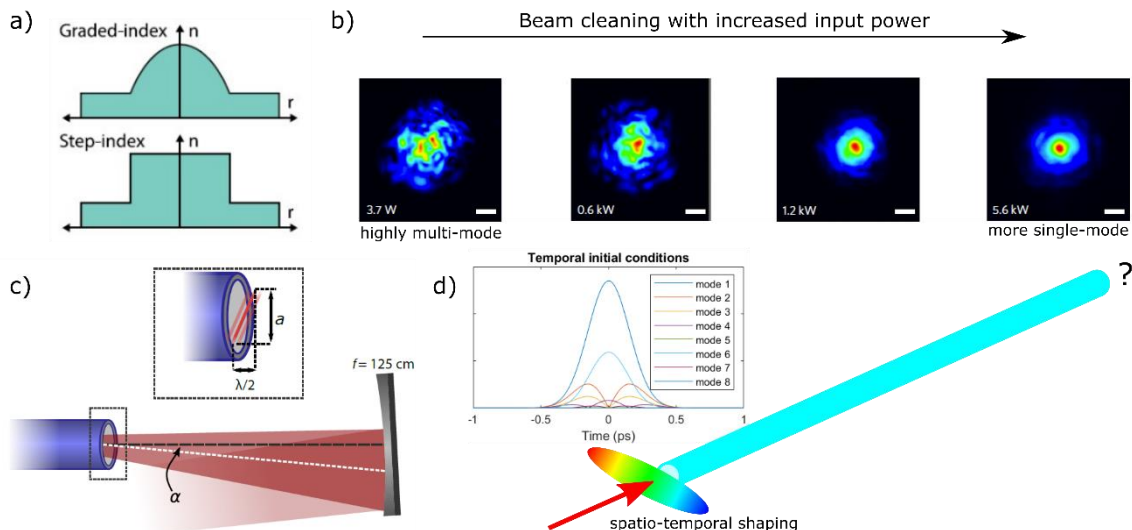 a)
Graded-index
n
r
Step-index
n
r
b)
Beam cleaning with increased input power
3.7 W
0.6 kW
1.2 kW
5.6 kW
highly multi-mode
more single-mode
c)
a
λ/2
f = 125 cm
α
d)
Temporal initial conditions
mode 1
mode 2
mode 3
mode 4
mode 5
mode 6
mode 7
mode 8
-1 -0.5 0 0.5 1
Time (ps)
?
spatio-temporal shaping